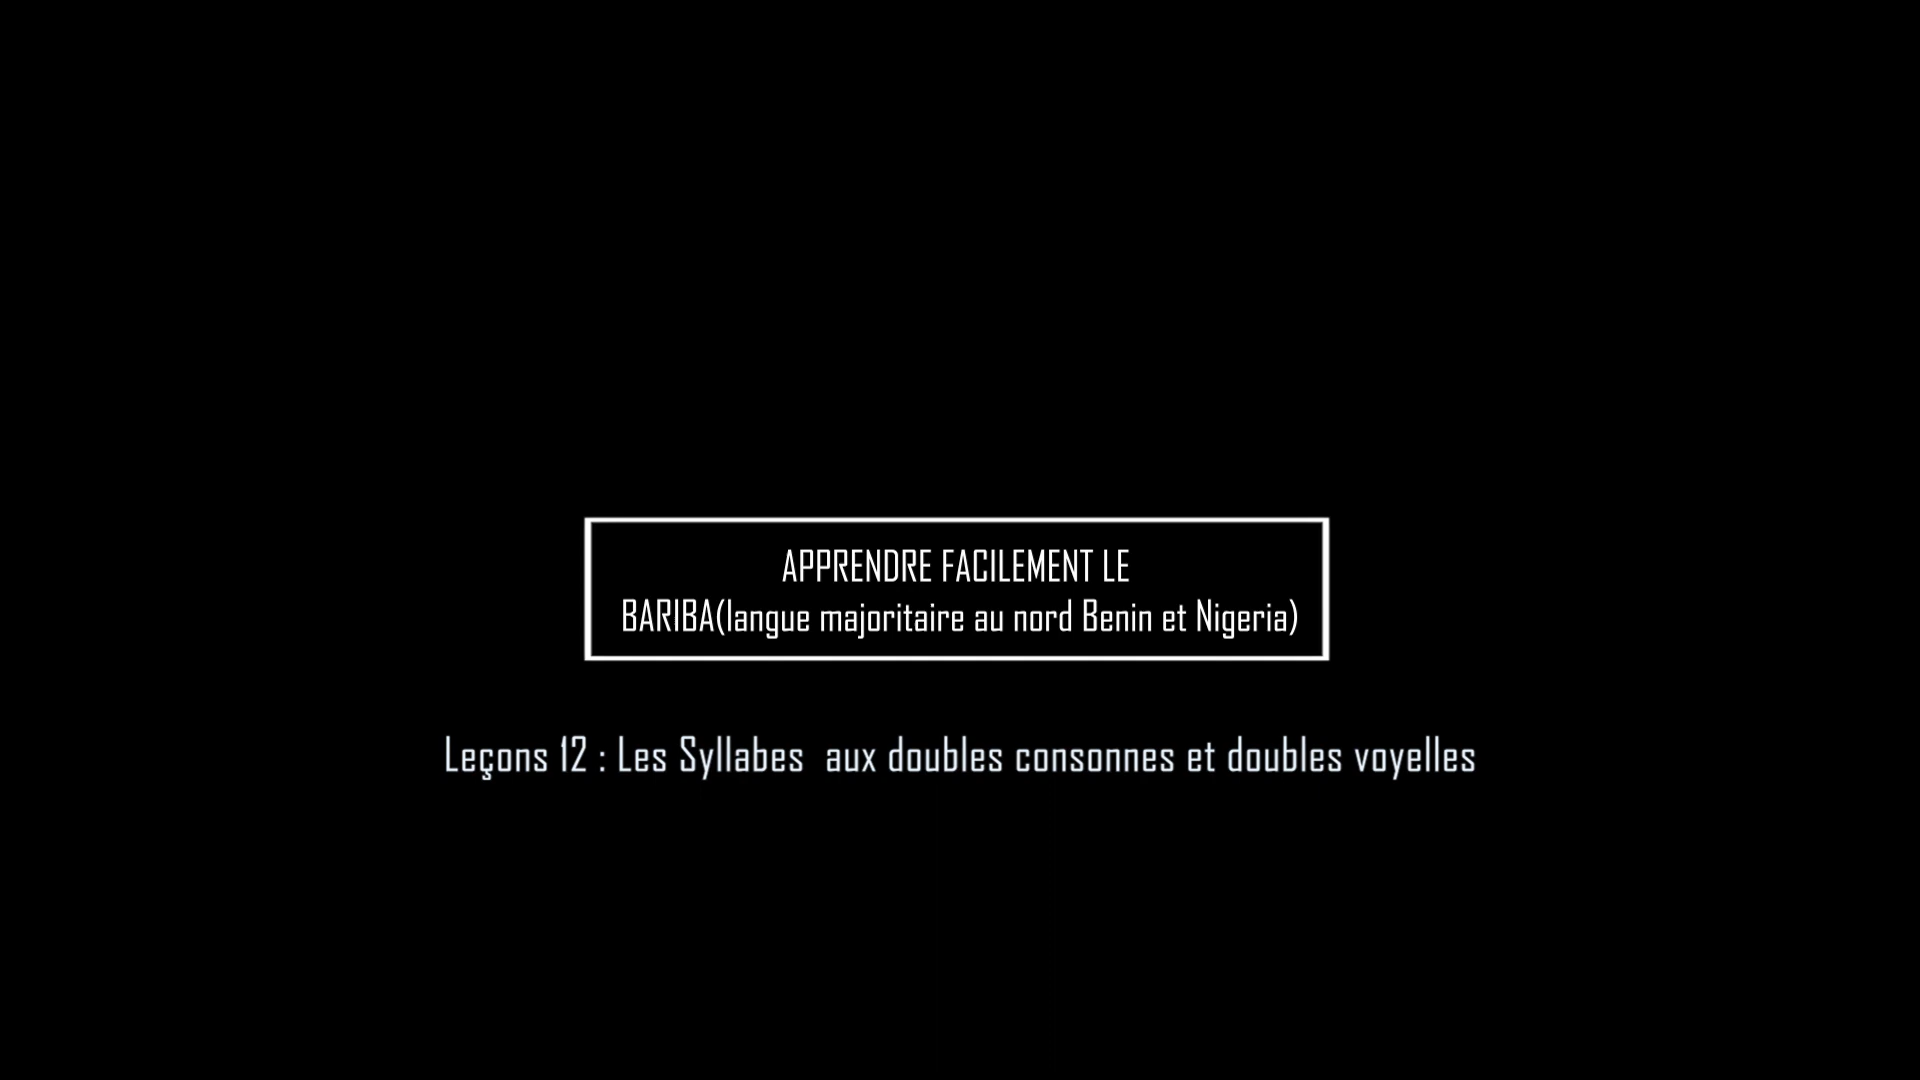 APPRENDRE FACILEMENT LE
BARIBA(langue majoritaire au nord Benin et Nigeria)
Leçons 12 : Les Syllabes  aux doubles consonnes et doubles voyelles